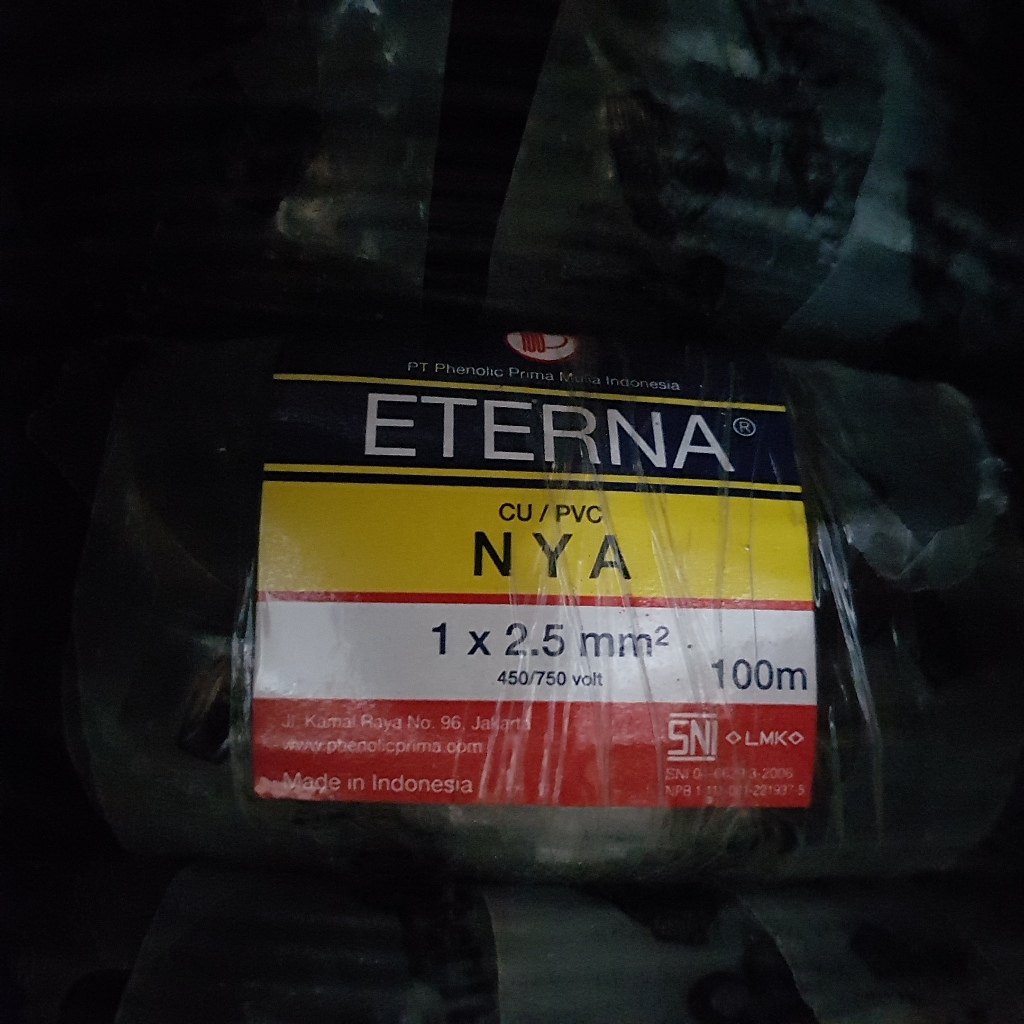 100
PT Phenolic Prima Mulia Indonesia
ETERNA®
CU / PVC
NYA
1 x 2.5 mm²
450/750 volt
100m
Jl. Kamal Raya No. 96, Jakarta
www.phenolicprima.com
Made in Indonesia
SNI
◇LMK◇